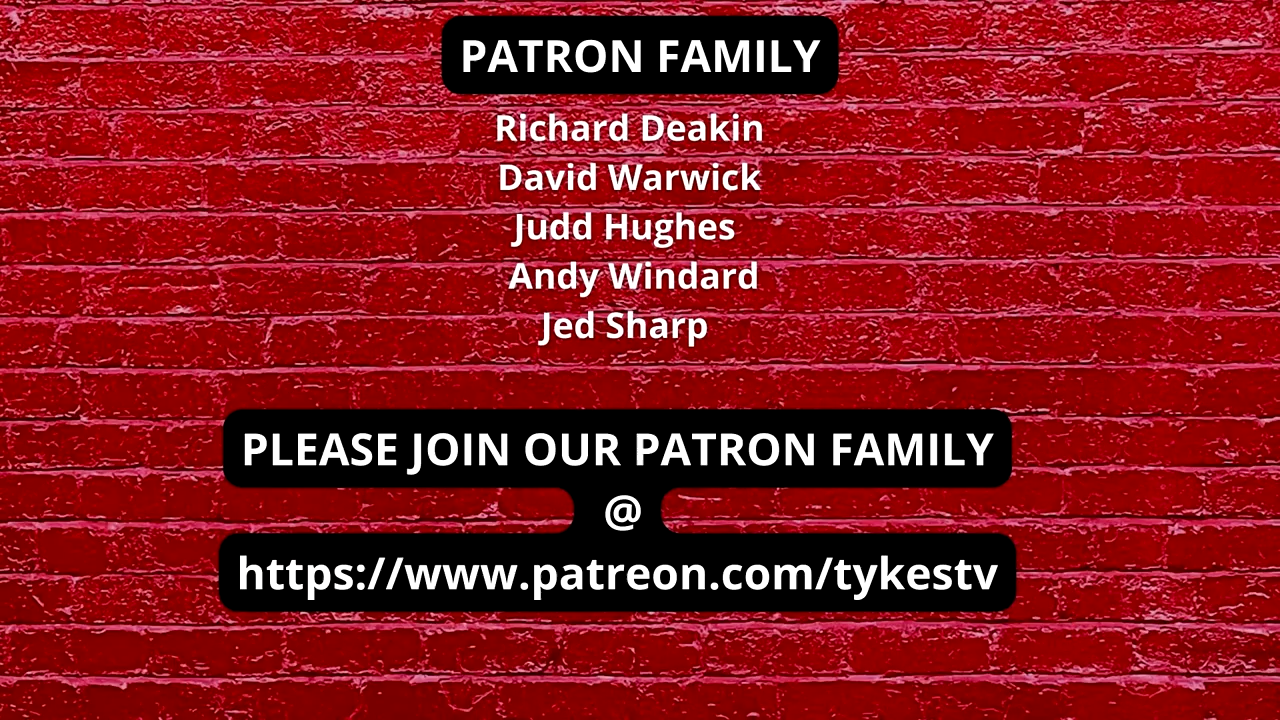 PATRON FAMILY
Richard Deakin
David Warwick
Judd Hughes
Andy Windard
Jed Sharp
PLEASE JOIN OUR PATRON FAMILY
@
https://www.patreon.com/tykestv